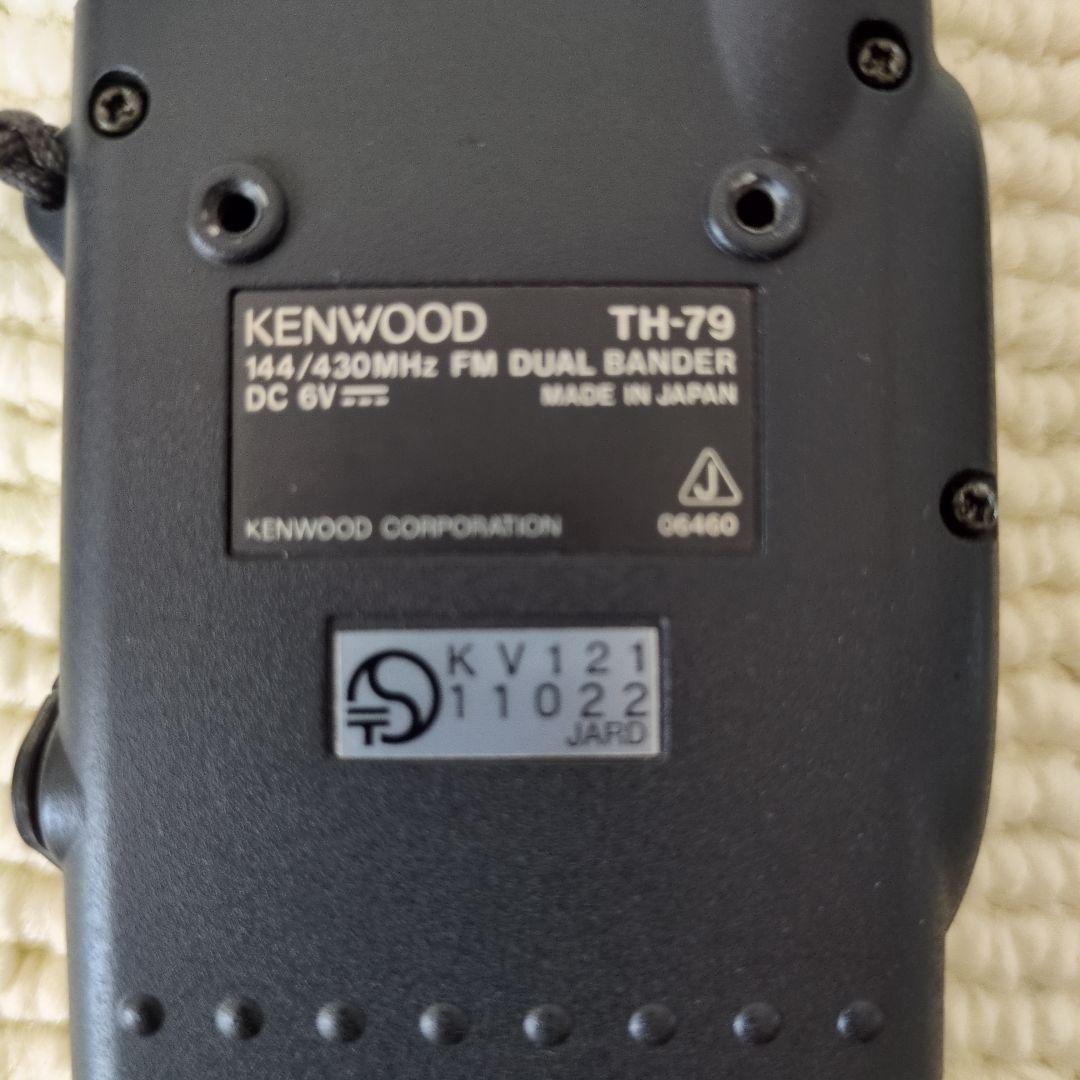 KENWOOD TH-79
144/430MHz FM DUAL BANDER
DC 6V MADE IN JAPAN
J
KENWOOD CORPORATION 06460
KV121
11022
JARD